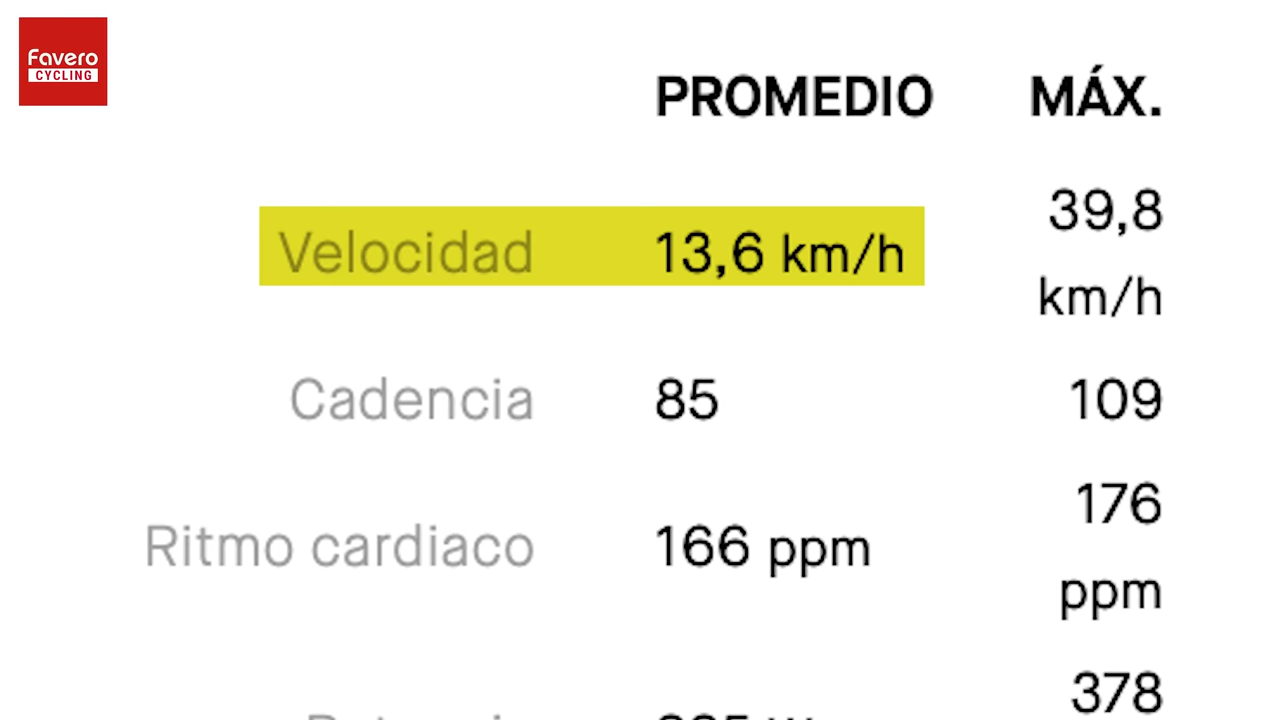 Favero
CYCLING
PROMEDIO MÁX.
Velocidad 13,6 km/h 39,8 km/h
Cadencia 85 109
Ritmo cardiaco 166 ppm 176 ppm
378